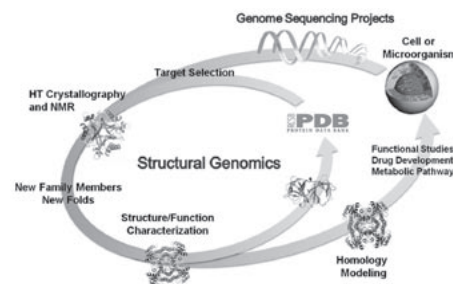 Genome Sequencing Projects
Cell or
Microorganism
Target Selection
HT Crystallography
and NMR
PDB
PROTEIN DATA BANK
Functional Studies
Drug Development
Metabolic Pathway
Structural Genomics
New Family Members
New Folds
Structure/Function
Characterization
Homology
Modeling